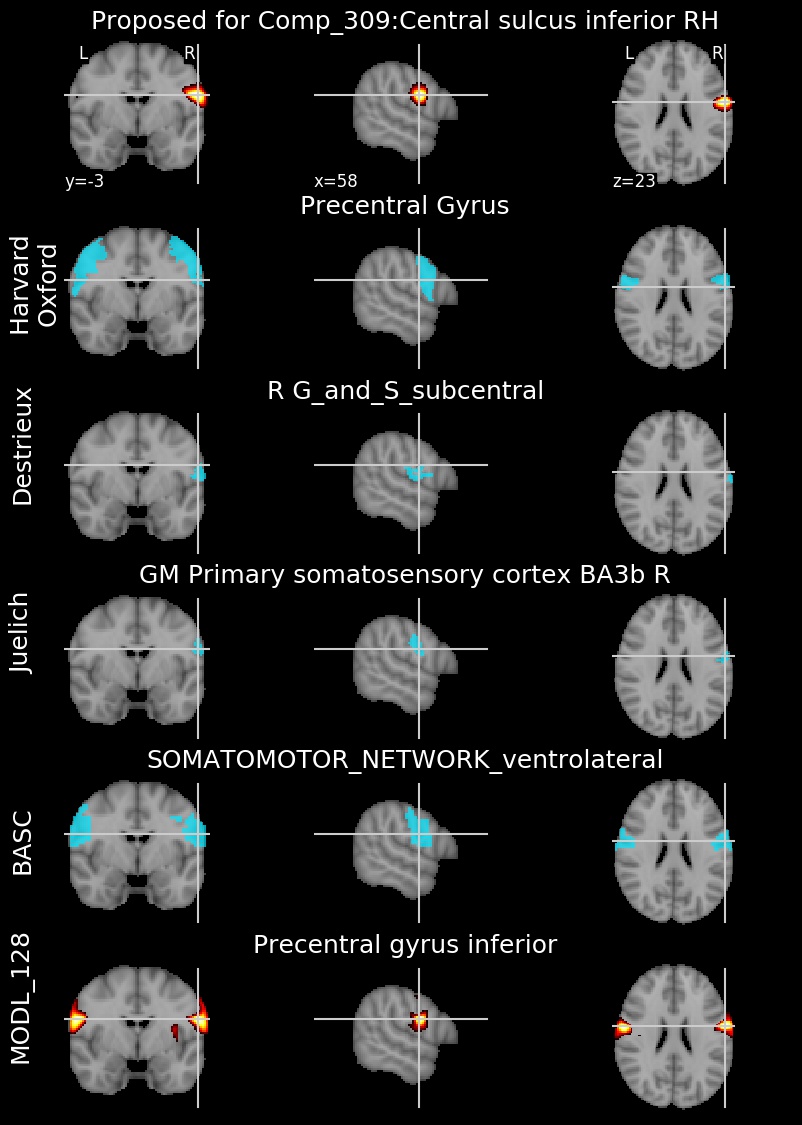 Proposed for Comp_309:Central sulcus inferior RH
L R
L R
y=-3
x=58
z=23
Precentral Gyrus
Harvard
Oxford
R G_and_S_subcentral
Destrieux
GM Primary somatosensory cortex BA3b R
Juelich
SOMATOMOTOR_NETWORK_ventrolateral
BASC
Precentral gyrus inferior
MODL_128